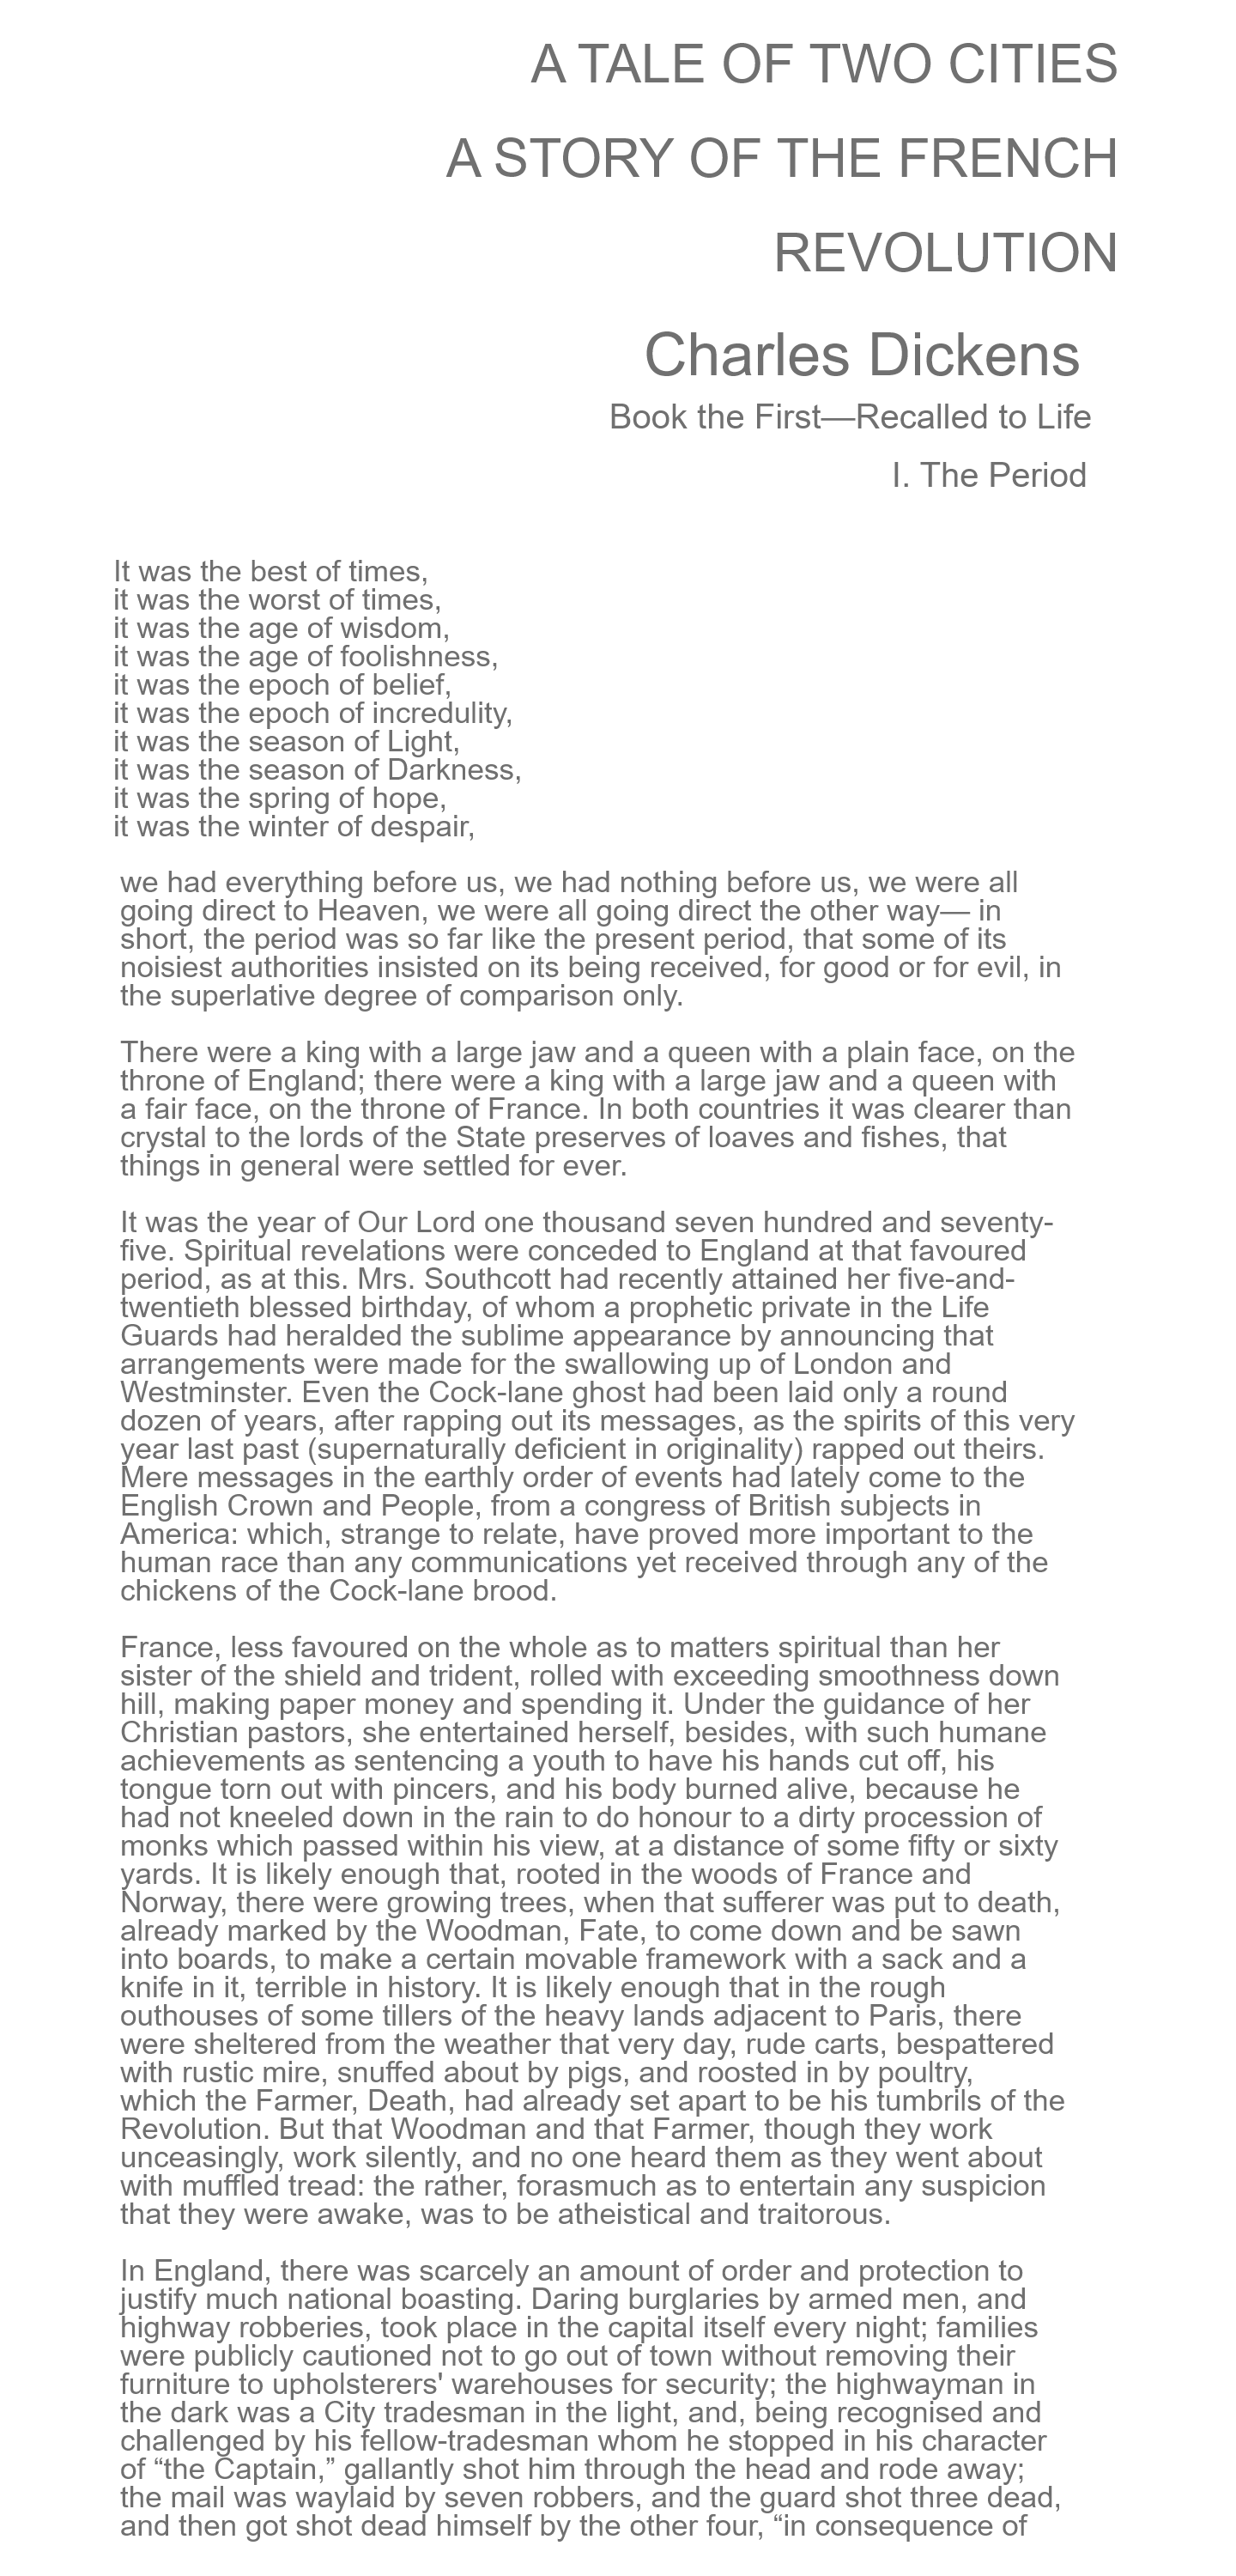 A TALE OF TWO CITIES
A STORY OF THE FRENCH
REVOLUTION
Charles Dickens
Book the First—Recalled to Life
I. The Period
It was the best of times,
it was the worst of times,
it was the age of wisdom,
it was the age of foolishness,
it was the epoch of belief,
it was the epoch of incredulity,
it was the season of Light,
it was the season of Darkness,
it was the spring of hope,
it was the winter of despair,
we had everything before us, we had nothing before us, we were all
going direct to Heaven, we were all going direct the other way— in
short, the period was so far like the present period, that some of its
noisiest authorities insisted on its being received, for good or for evil, in
the superlative degree of comparison only.
There were a king with a large jaw and a queen with a plain face, on the
throne of England; there were a king with a large jaw and a queen with
a fair face, on the throne of France. In both countries it was clearer than
crystal to the lords of the State preserves of loaves and fishes, that
things in general were settled for ever.
It was the year of Our Lord one thousand seven hundred and seventy-
five. Spiritual revelations were conceded to England at that favoured
period, as at this. Mrs. Southcott had recently attained her five-and-
twentieth blessed birthday, of whom a prophetic private in the Life
Guards had heralded the sublime appearance by announcing that
arrangements were made for the swallowing up of London and
Westminster. Even the Cock-lane ghost had been laid only a round
dozen of years, after rapping out its messages, as the spirits of this very
year last past (supernaturally deficient in originality) rapped out theirs.
Mere messages in the earthly order of events had lately come to the
English Crown and People, from a congress of British subjects in
America: which, strange to relate, have proved more important to the
human race than any communications yet received through any of the
chickens of the Cock-lane brood.
France, less favoured on the whole as to matters spiritual than her
sister of the shield and trident, rolled with exceeding smoothness down
hill, making paper money and spending it. Under the guidance of her
Christian pastors, she entertained herself, besides, with such humane
achievements as sentencing a youth to have his hands cut off, his
tongue torn out with pincers, and his body burned alive, because he
had not kneeled down in the rain to do honour to a dirty procession of
monks which passed within his view, at a distance of some fifty or sixty
yards. It is likely enough that, rooted in the woods of France and
Norway, there were growing trees, when that sufferer was put to death,
already marked by the Woodman, Fate, to come down and be sawn
into boards, to make a certain movable framework with a sack and a
knife in it, terrible in history. It is likely enough that in the rough
outhouses of some tillers of the heavy lands adjacent to Paris, there
were sheltered from the weather that very day, rude carts, bespattered
with rustic mire, snuffed about by pigs, and roosted in by poultry,
which the Farmer, Death, had already set apart to be his tumbrils of the
Revolution. But that Woodman and that Farmer, though they work
unceasingly, work silently, and no one heard them as they went about
with muffled tread: the rather, forasmuch as to entertain any suspicion
that they were awake, was to be atheistical and traitorous.
In England, there was scarcely an amount of order and protection to
justify much national boasting. Daring burglaries by armed men, and
highway robberies, took place in the capital itself every night; families
were publicly cautioned not to go out of town without removing their
furniture to upholsterers' warehouses for security; the highwayman in
the dark was a City tradesman in the light, and, being recognised and
challenged by his fellow-tradesman whom he stopped in his character
of “the Captain,” gallantly shot him through the head and rode away;
the mail was waylaid by seven robbers, and the guard shot three dead,
and then got shot dead himself by the other four, “in consequence of